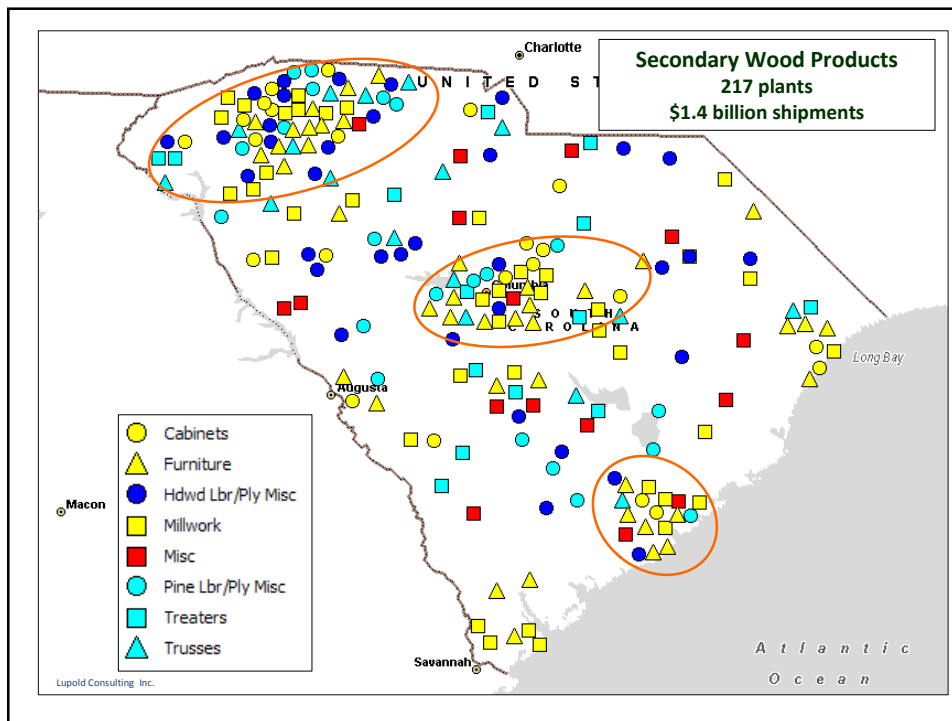 Charlotte
U N I T E D  S T
Secondary Wood Products
217 plants
$1.4 billion shipments
S O U T H
C R O L I N A
Long Bay
Augusta
Macon
Cabinets
Furniture
Hdwd Lbr/Ply Misc
Millwork
Misc
Pine Lbr/Ply Misc
Treaters
Trusses
Savannah
A t l a n t i c
O c e a n
Lupold Consulting Inc.